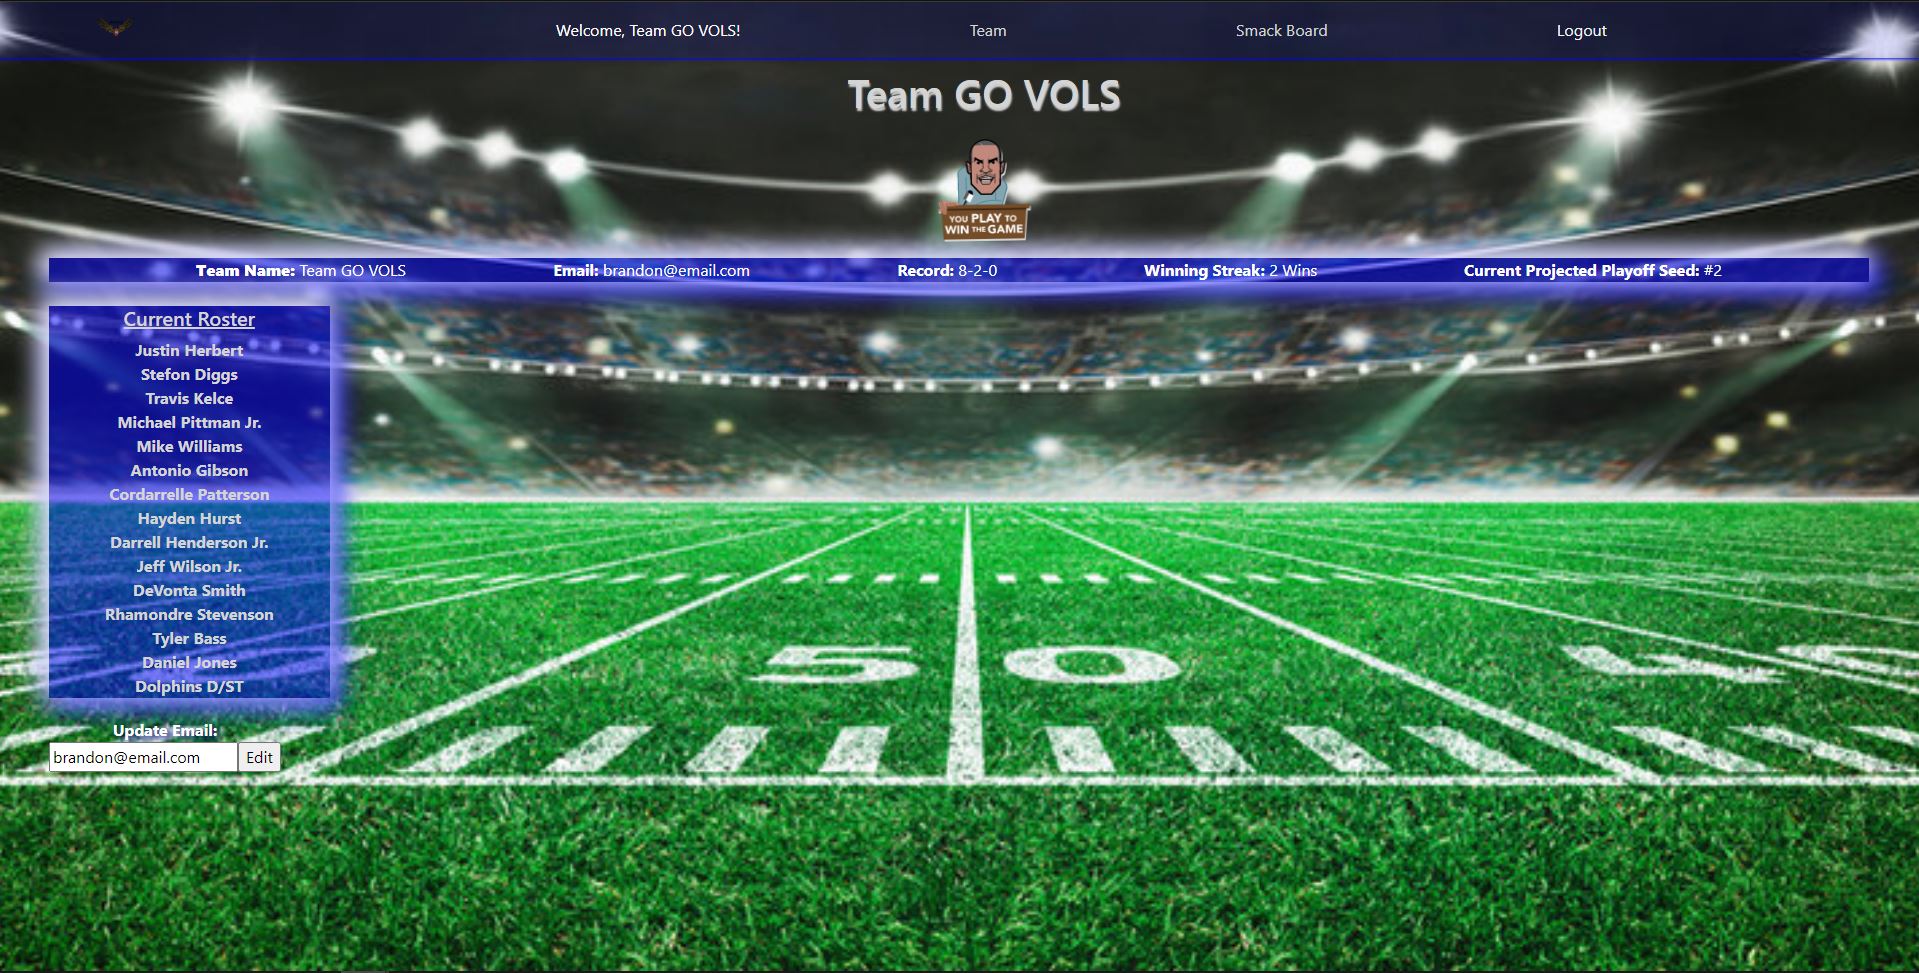 Welcome, Team GO VOLS! Team Smack Board Logout
Team GO VOLS
YOU PLAY TO
WIN THE GAME
Team Name: Team GO VOLS Email: brandon@email.com Record: 8-2-0 Winning Streak: 2 Wins Current Projected Playoff Seed: #2
Current Roster
Justin Herbert
Stefon Diggs
Travis Kelce
Michael Pittman Jr.
Mike Williams
Antonio Gibson
Cordarrelle Patterson
Hayden Hurst
Darrell Henderson Jr.
Jeff Wilson Jr.
DeVonta Smith
Rhamondre Stevenson
Tyler Bass
Daniel Jones
Dolphins D/ST
5 0
Update Email:
brandon@email.com Edit